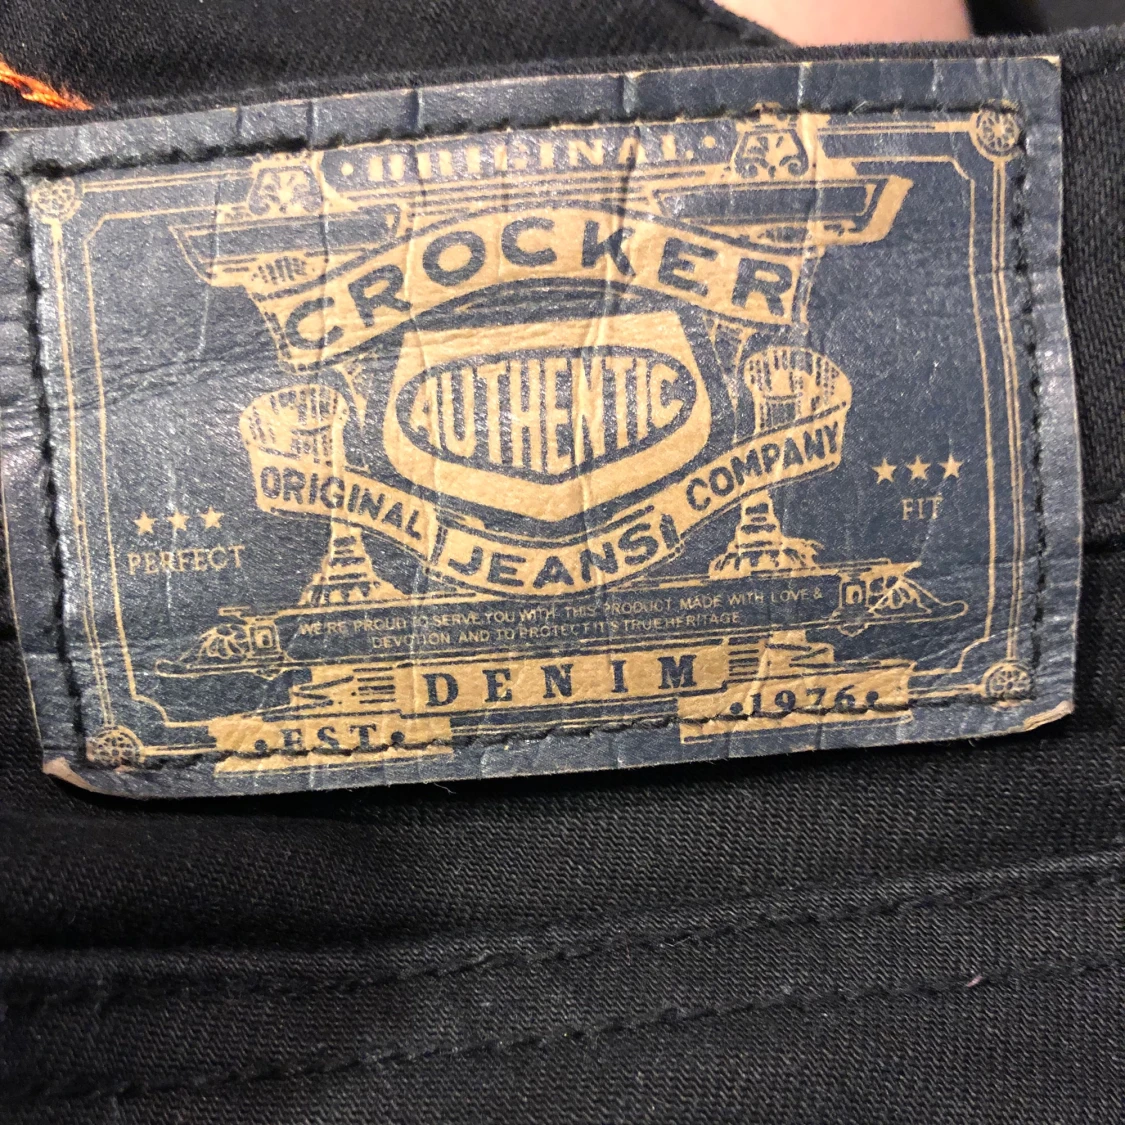 ·ORIGINAL·
CROCKER
AUTHENTIC
ORIGINAL JEANS COMPANY
★★★
PERFECT
★★★
FIT
WE'RE PROUD TO SERVE YOU WITH THIS PRODUCT MADE WITH LOVE &
DEVOTION AND TO PROTECT IT'S TRUE HERITAGE
DENIM
•EST•
•1976•